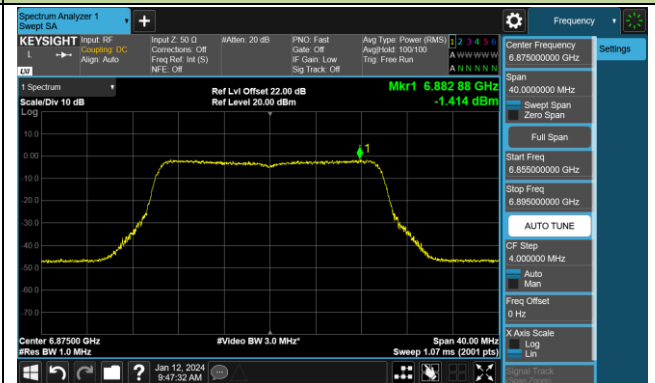 Spectrum Analyzer 1
Swept SA
Frequency
KEYSIGHT
L
Input: RF
Coupling: DC
Align: Auto
Input Z: 50 Ω
Corrections: Off
Freq Ref: Int (S)
NFE: Off
#Atten: 20 dB
PNO: Fast
Gate: Off
IF Gain: Low
Sig Track: Off
Avg Type: Power (RMS)
Avg|Hold: 100/100
Trig: Free Run
1 2 3 4 5 6
A W W W W W
A N N N N N
LXI
1 Spectrum
Scale/Div 10 dB
Ref Lvl Offset 22.00 dB
Ref Level 20.00 dBm
Mkr1 6.882 88 GHz
-1.414 dBm
Log
10.0
0.00
-10.0
-20.0
-30.0
-40.0
-50.0
-60.0
-70.0
1
Center 6.87500 GHz
#Res BW 1.0 MHz
#Video BW 3.0 MHz*
Span 40.00 MHz
Sweep 1.07 ms (2001 pts)
Center Frequency
6.875000000 GHz
Span
40.0000000 MHz
Swept Span
Zero Span
Full Span
Start Freq
6.855000000 GHz
Stop Freq
6.895000000 GHz
AUTO TUNE
CF Step
4.000000 MHz
Auto
Man
Freq Offset
0 Hz
X Axis Scale
Log
Lin
Signal Track
(Span Zoom)
Settings
Jan 12, 2024
9:47:32 AM